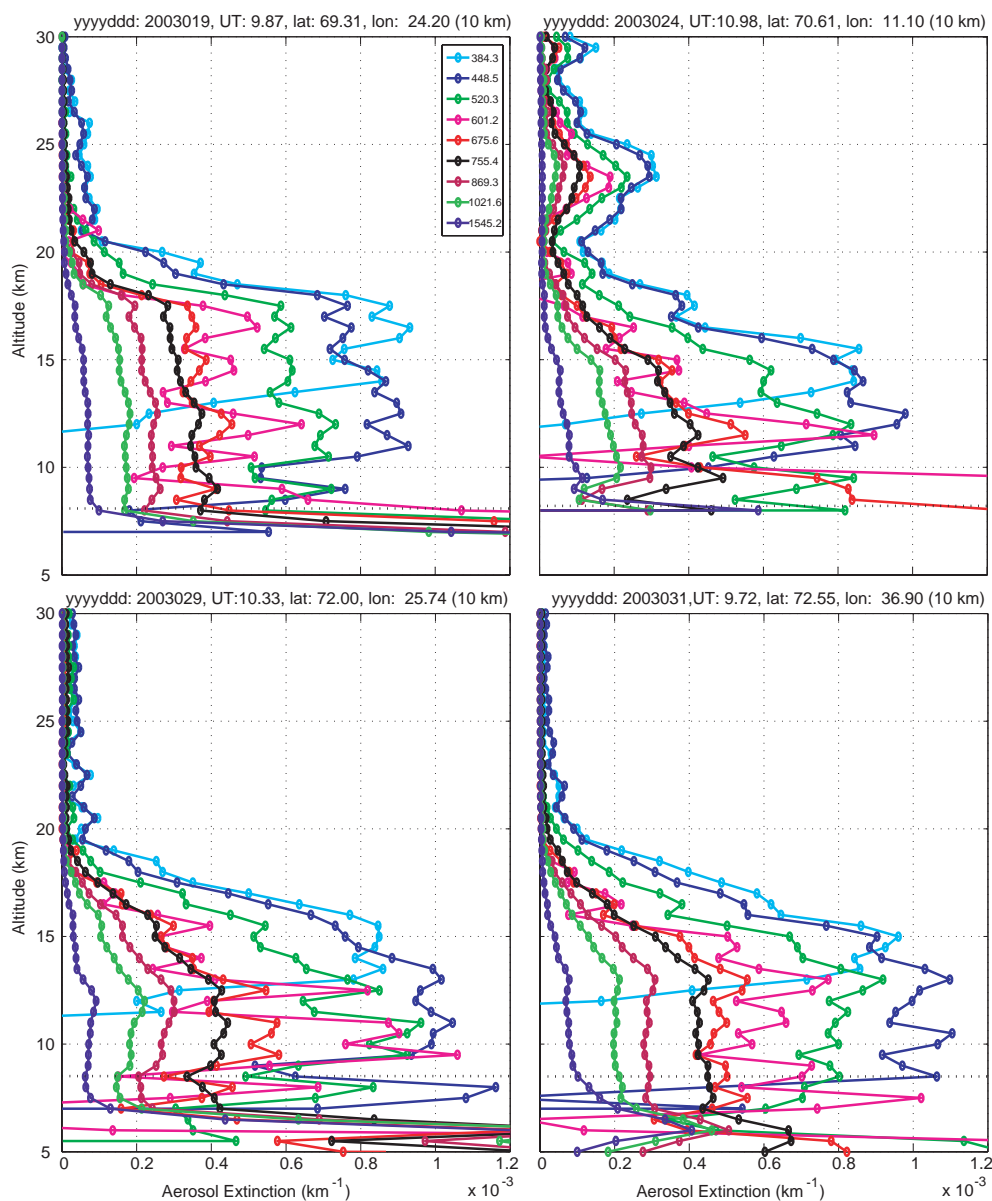 yyyyddd: 2003019, UT: 9.87, lat: 69.31, lon: 24.20 (10 km)
yyyyddd: 2003024, UT:10.98, lat: 70.61, lon: 11.10 (10 km)
30
25
20
15
10
5
Altitude (km)
384.3
448.5
520.3
601.2
675.6
755.4
869.3
1021.6
1545.2
yyyyddd: 2003029, UT:10.33, lat: 72.00, lon: 25.74 (10 km)
yyyyddd: 2003031, UT: 9.72, lat: 72.55, lon: 36.90 (10 km)
30
25
20
15
10
5
Altitude (km)
0 0.2 0.4 0.6 0.8 1 1.2
Aerosol Extinction (km-1)
x 10-3
0 0.2 0.4 0.6 0.8 1 1.2
Aerosol Extinction (km-1)
x 10-3